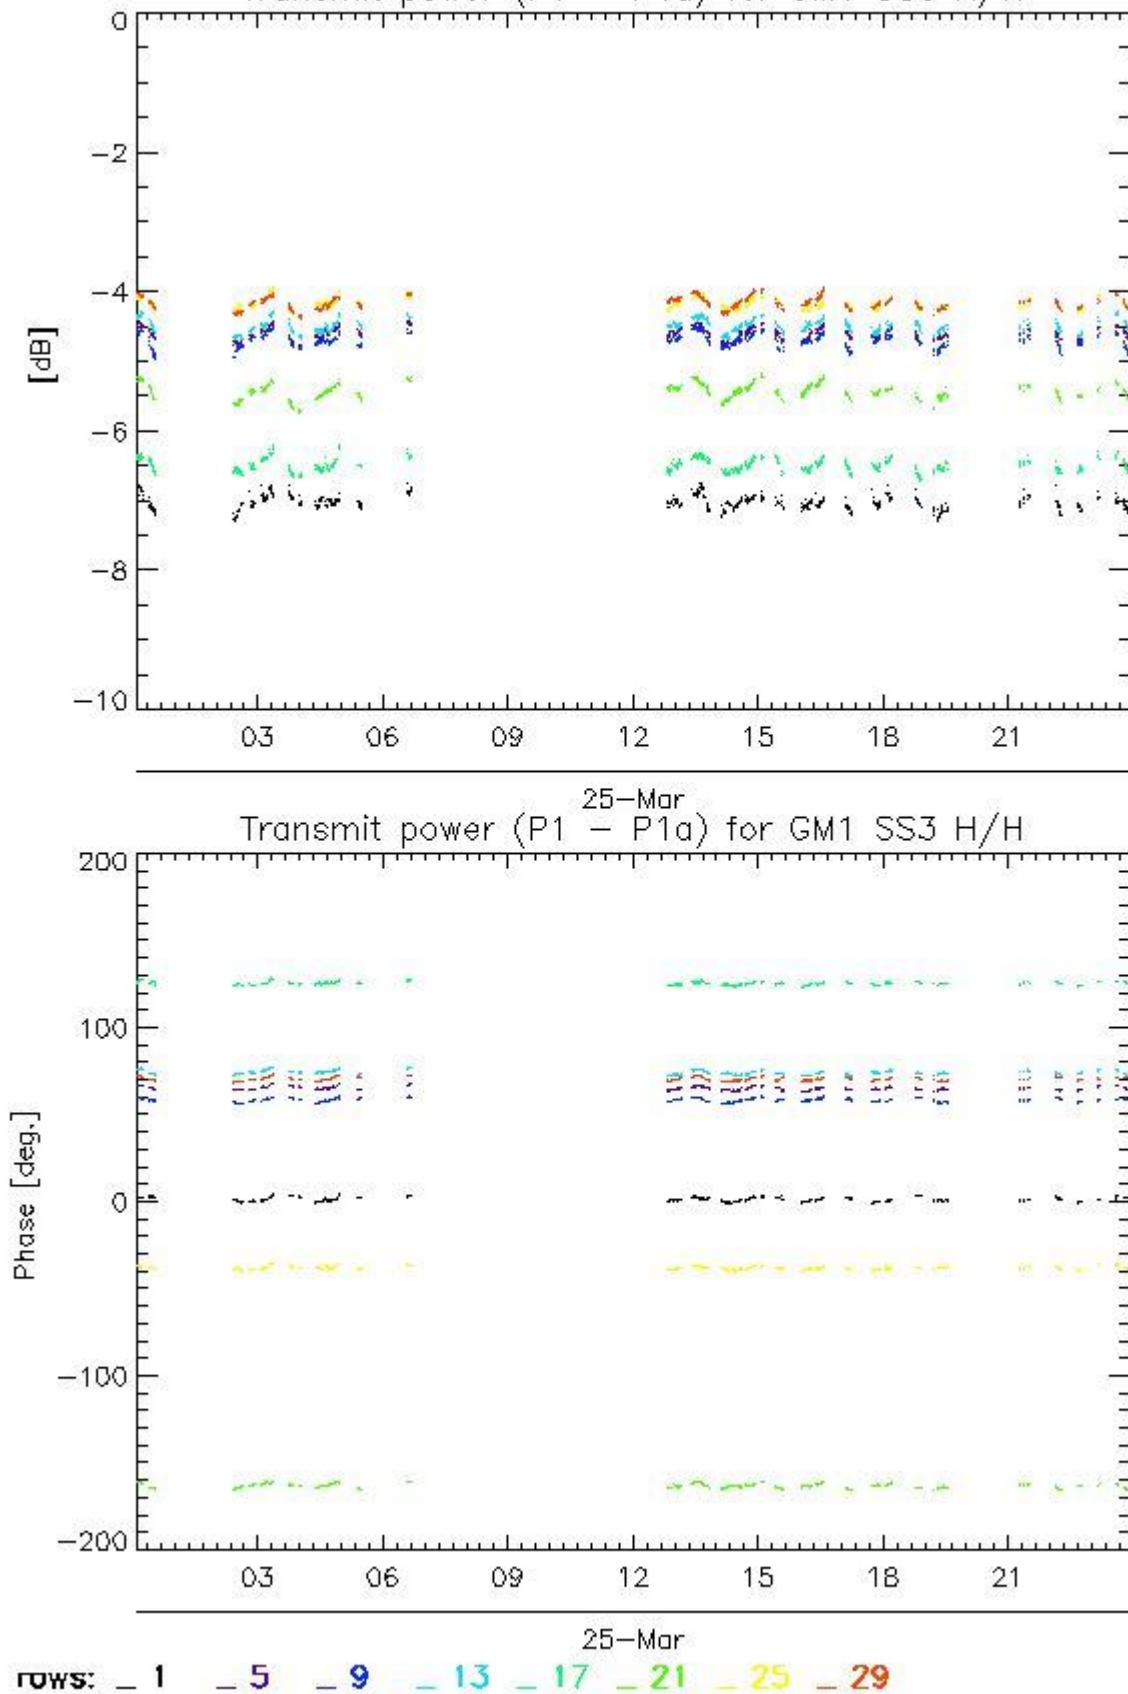 0
-2
-4
[dB]
-6
-8
-10
03 06 09 12 15 18 21
25-Mar
Transmit power (P1 - P1a) for GM1 SS3 H/H
200
100
0
Phase [deg.]
-100
-200
03 06 09 12 15 18 21
25-Mar
rows: _ 1 _ 5 _ 9 _ 13 _ 17 _ 21 _ 25 _ 29